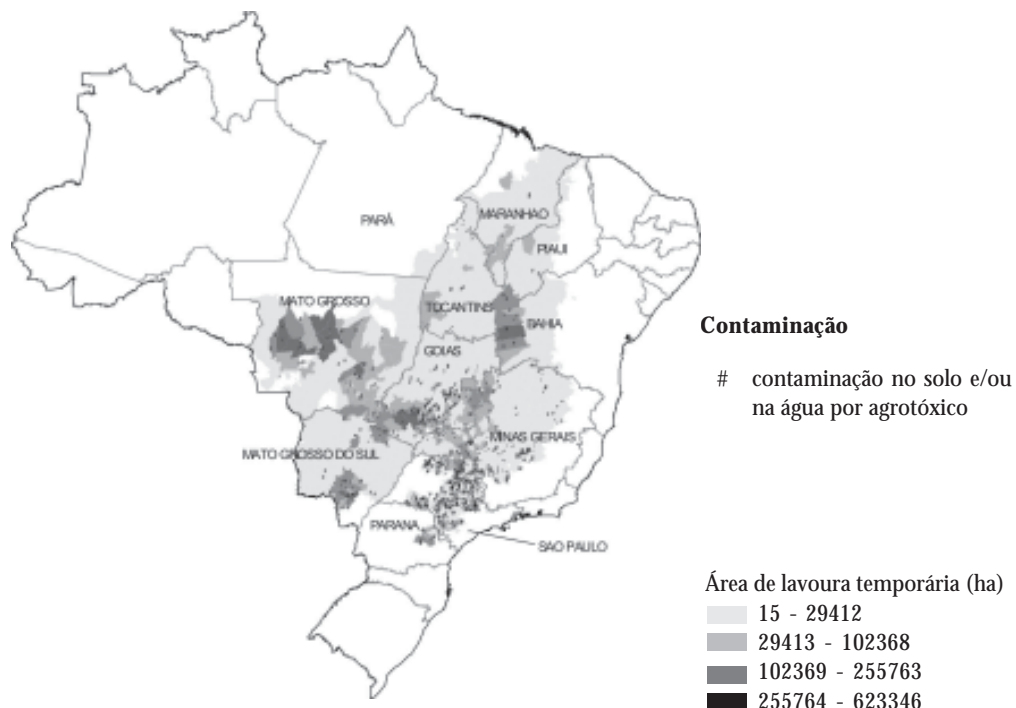 PARÁ
MARANHAO
PIAUI
MATO GROSSO
TOCANTINS
BAHIA
GOIAS
MINAS GERAIS
MATO GROSSO DO SUL
PARANA
SAO PAULO
Contaminação
# contaminação no solo e/ou
na água por agrotóxico
Área de lavoura temporária (ha)
15 - 29412
29413 - 102368
102369 - 255763
255764 - 623346